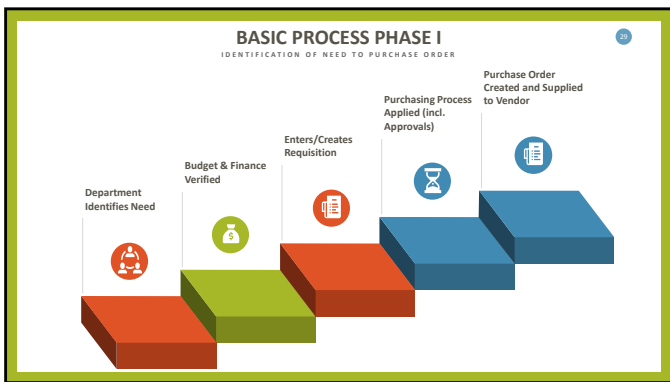 BASIC PROCESS PHASE I
IDENTIFICATION OF NEED TO PURCHASE ORDER
29
Department
Identifies Need
Budget & Finance
Verified
Enters/Creates
Requisition
Purchasing Process
Applied (incl.
Approvals)
Purchase Order
Created and Supplied
to Vendor
$